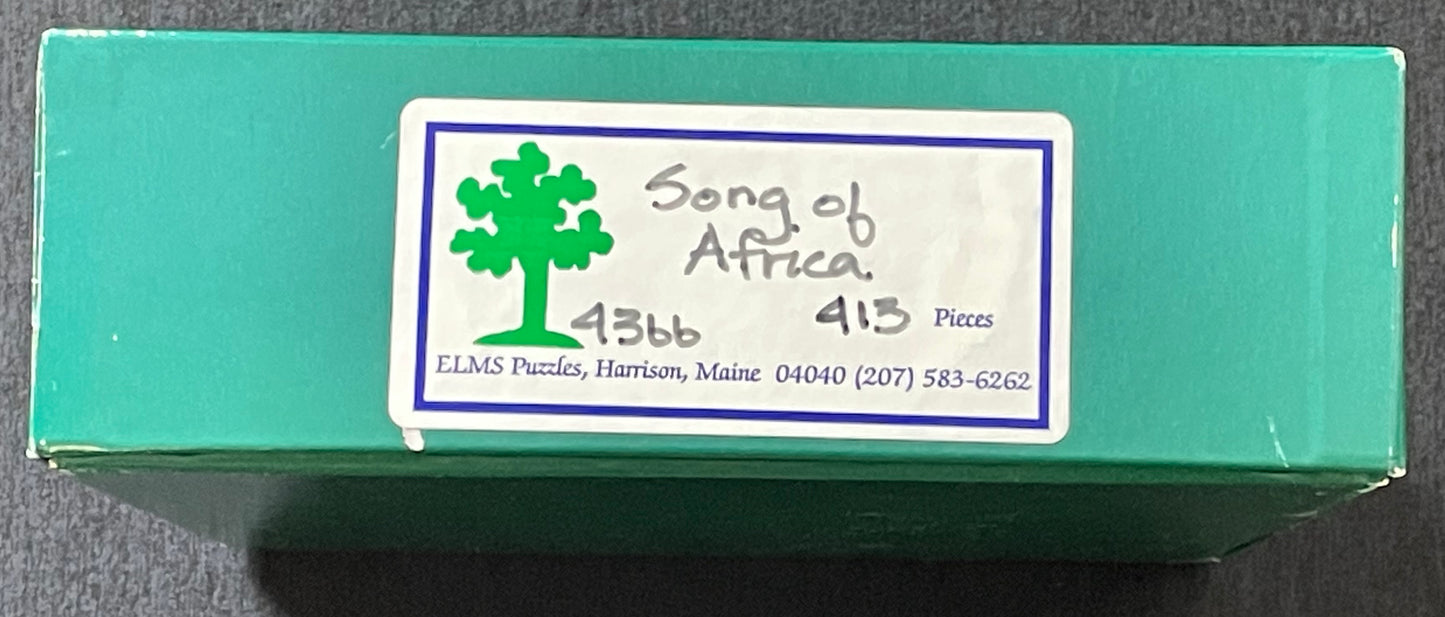 Song of
Africa.
4366 413 Pieces
ELMS Puzzles, Harrison, Maine 04040 (207) 583-6262